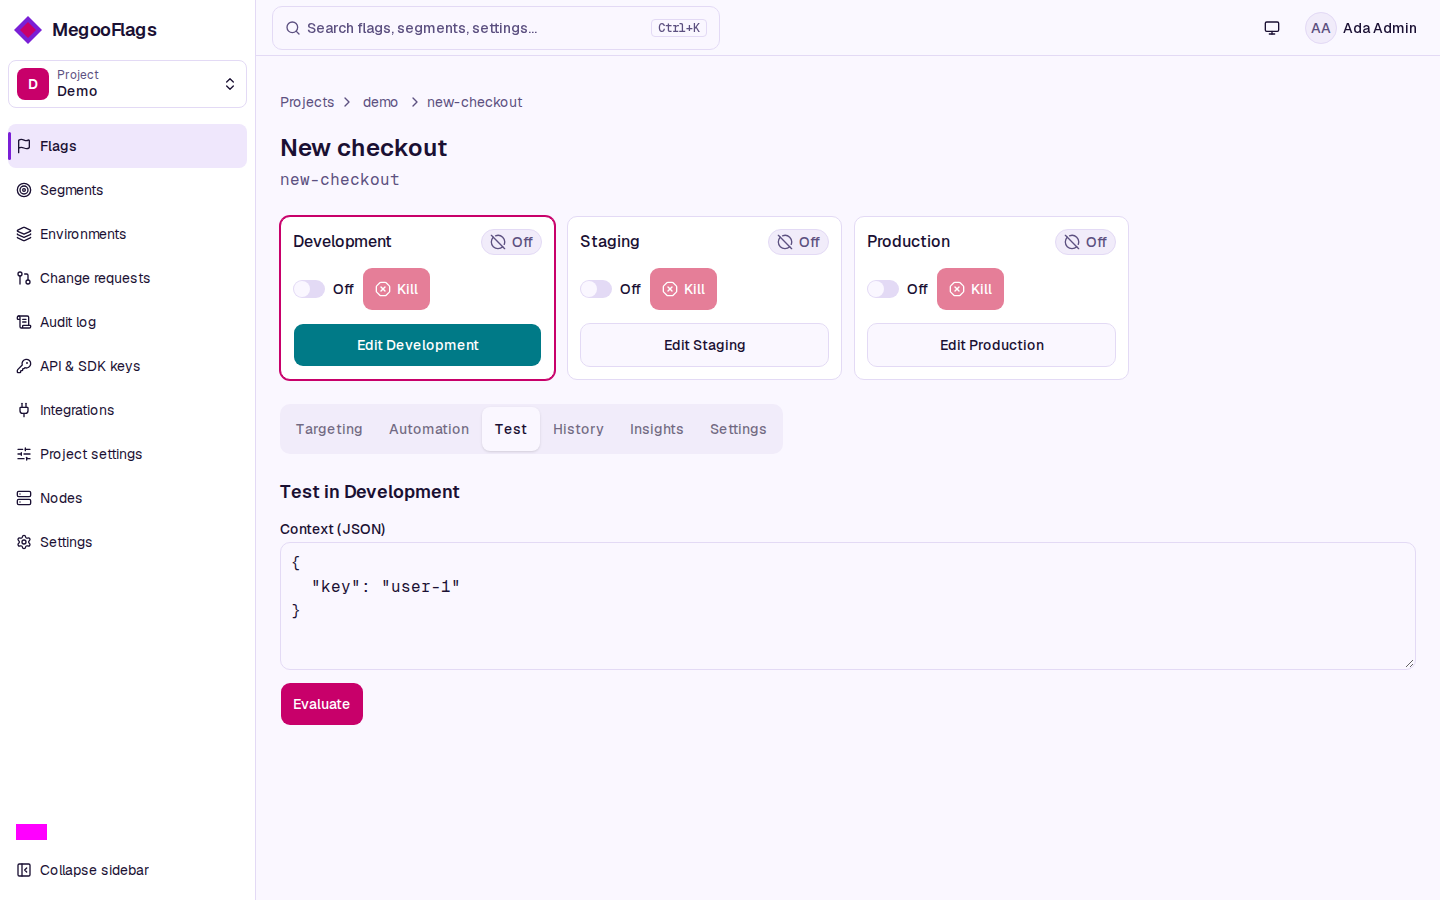 MegooFlags
Search flags, segments, settings...
Ctrl+K
AA
Ada Admin
D
Project
Demo
Flags
Segments
Environments
Change requests
Audit log
API & SDK keys
Integrations
Project settings
Nodes
Settings
Collapse sidebar
Projects
demo
new-checkout
New checkout
new-checkout
Development
Off
Off
Kill
Edit Development
Staging
Off
Off
Kill
Edit Staging
Production
Off
Off
Kill
Edit Production
Targeting
Automation
Test
History
Insights
Settings
Test in Development
Context (JSON)
{
"key": "user-1"
}
Evaluate